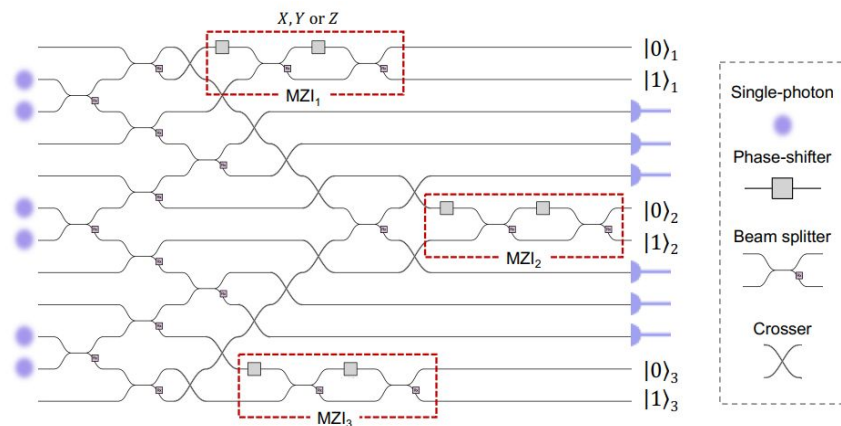 X, Y or Z
MZI₁
|0⟩₁
|1⟩₁
|0⟩₂
|1⟩₂
MZI₂
|0⟩₃
|1⟩₃
MZI₃
Single-photon
Phase-shifter
Beam splitter
Crosser